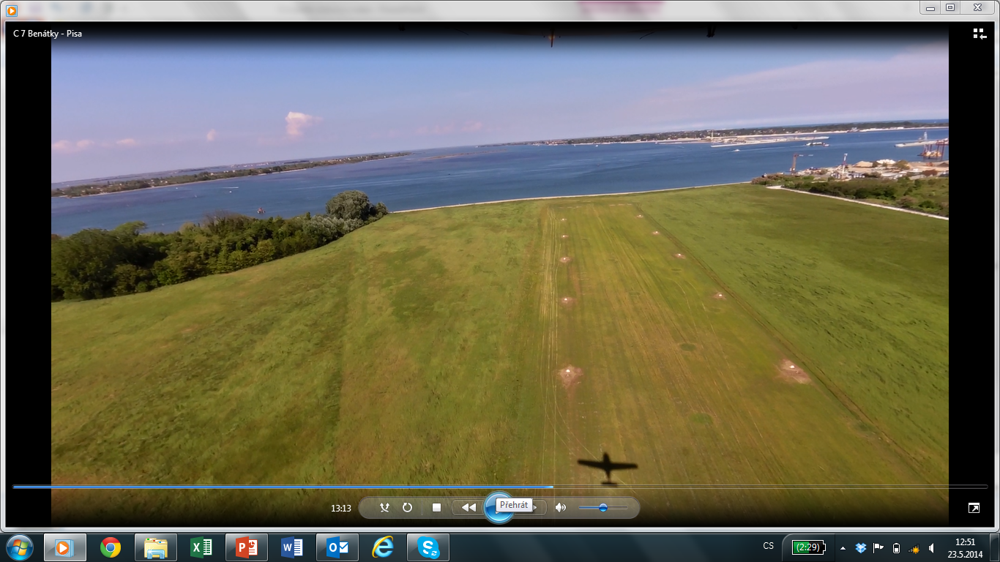 C 7 Benátky - Pisa
13:13
Přehrát
CS
(2:29)
12:51
23.5.2014